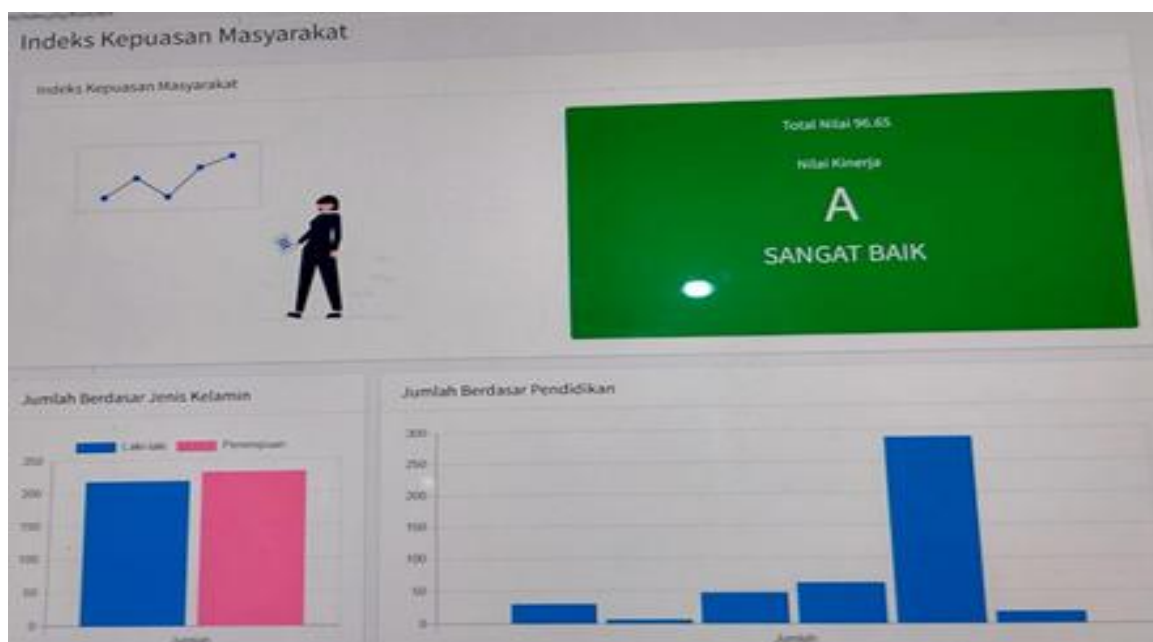 Indeks Kepuasan Masyarakat
Indeks Kepuasan Masyarakat
Total Nilai 96.65
Nilai Kinerja
A
SANGAT BAIK
Jumlah Berdasar Jenis Kelamin
Laki-laki Perempuan
250
200
150
100
50
0
Jumlah Berdasar Pendidikan
300
250
200
150
100
50
0
Jumlah